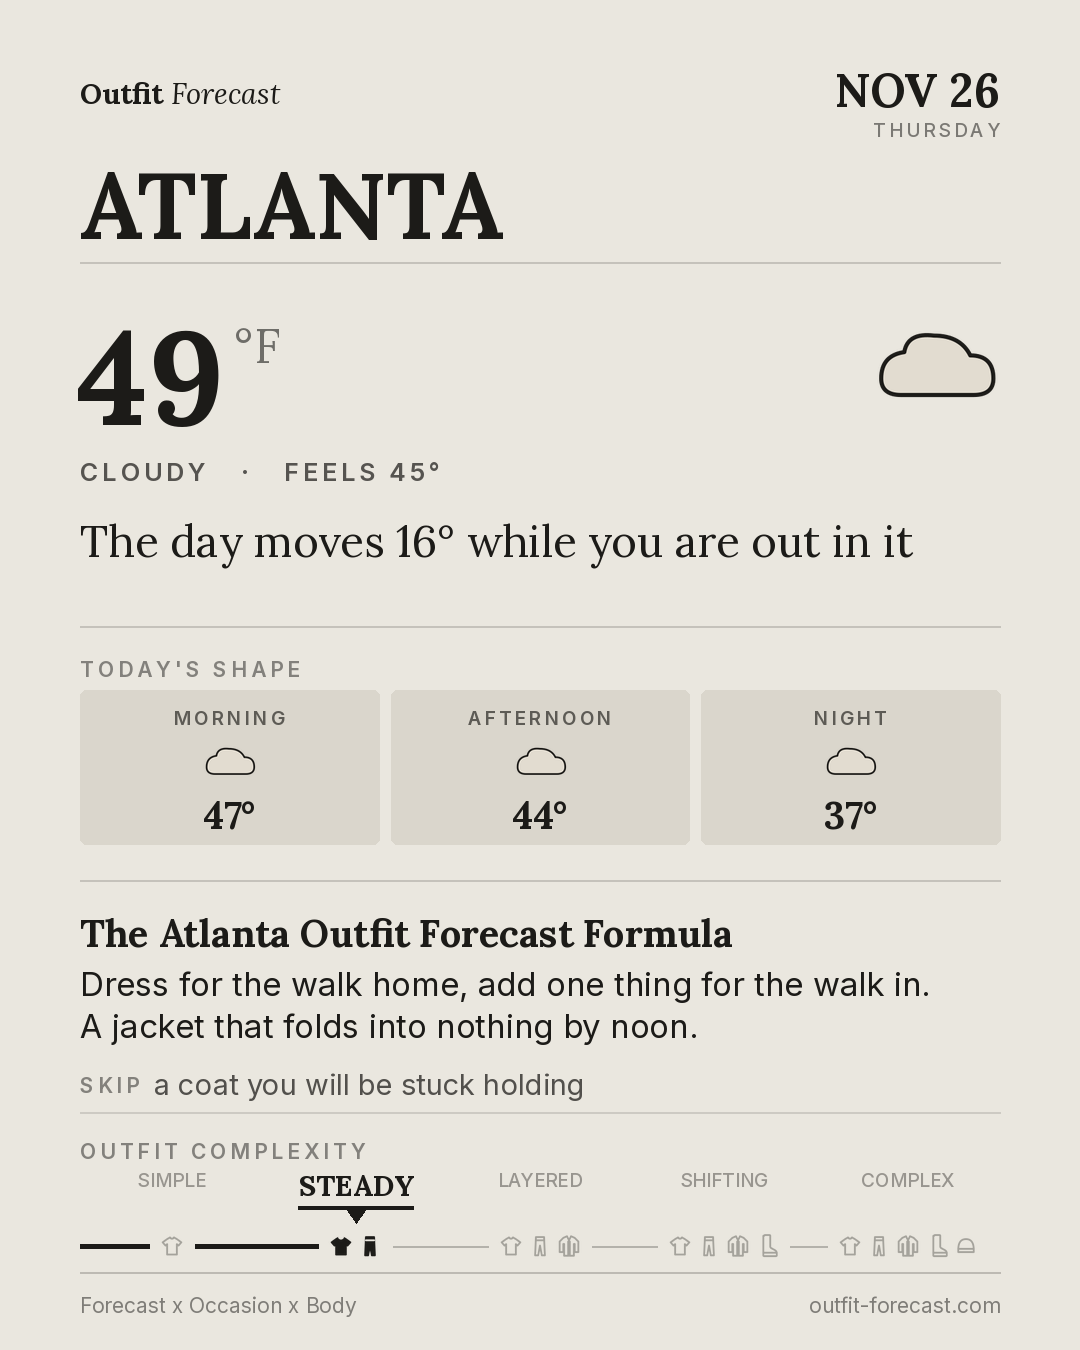 Outfit Forecast
NOV 26
THURSDAY
ATLANTA
49 °F
CLOUDY · FEELS 45°
The day moves 16° while you are out in it
TODAY'S SHAPE
MORNING
47°
AFTERNOON
44°
NIGHT
37°
The Atlanta Outfit Forecast Formula
Dress for the walk home, add one thing for the walk in.
A jacket that folds into nothing by noon.
SKIP a coat you will be stuck holding
OUTFIT COMPLEXITY
SIMPLE STEADY LAYERED SHIFTING COMPLEX
Forecast x Occasion x Body
outfit-forecast.com